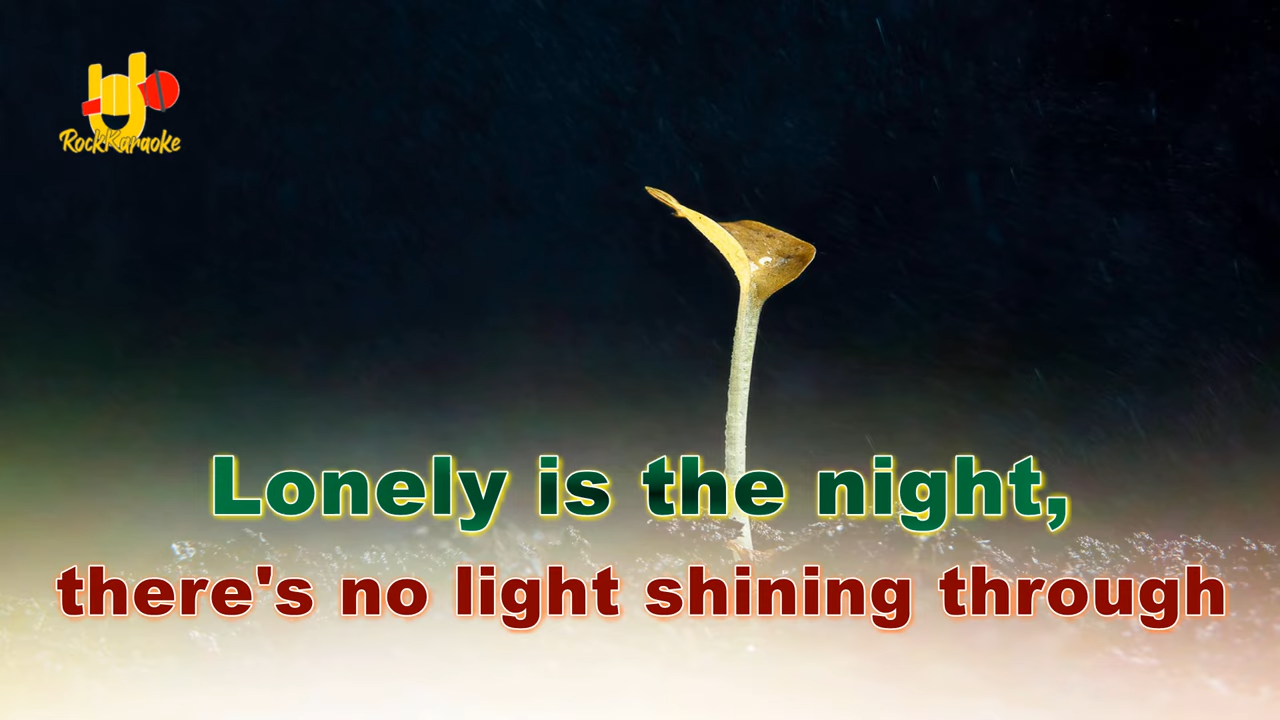 RockKaraoke
Lonely is the night,
there's no light shining through